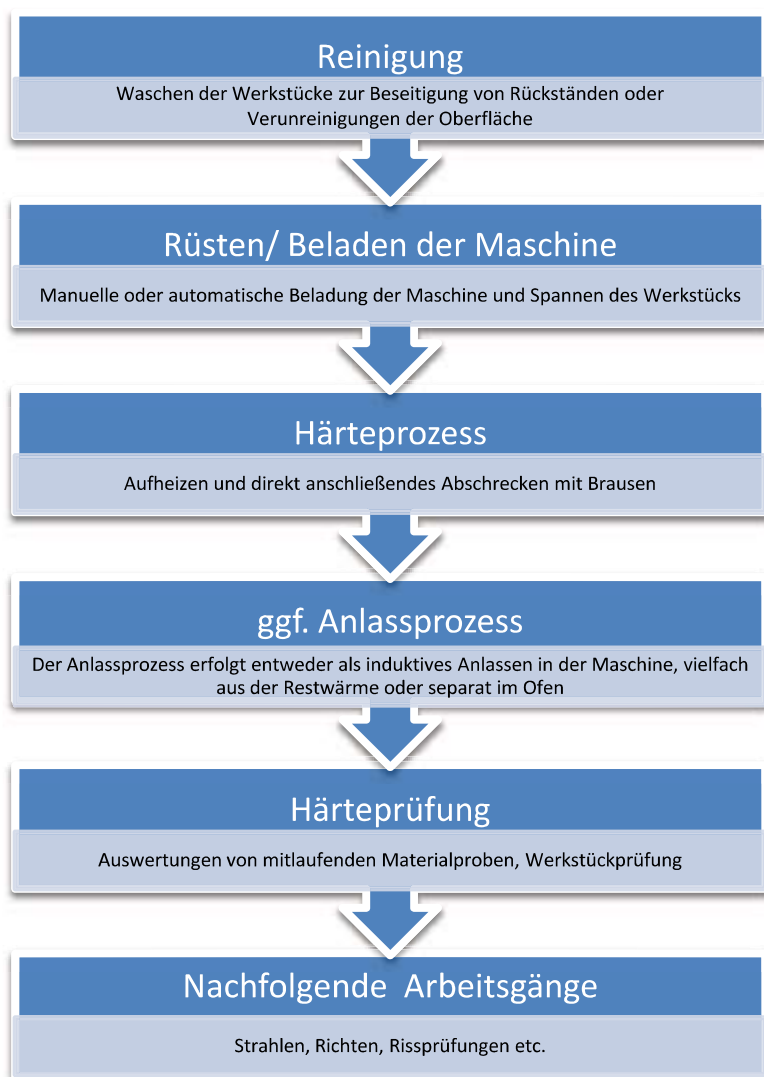 Reinigung
Waschen der Werkstücke zur Beseitigung von Rückständen oder
Verunreinigungen der Oberfläche
Rüsten/ Beladen der Maschine
Manuelle oder automatische Beladung der Maschine und Spannen des Werkstücks
Härteprozess
Aufheizen und direkt anschließendes Abschrecken mit Brausen
ggf. Anlassprozess
Der Anlassprozess erfolgt entweder als induktives Anlassen in der Maschine, vielfach
aus der Restwärme oder separat im Ofen
Härteprüfung
Auswertungen von mitlaufenden Materialproben, Werkstückprüfung
Nachfolgende Arbeitsgänge
Strahlen, Richten, Rissprüfungen etc.